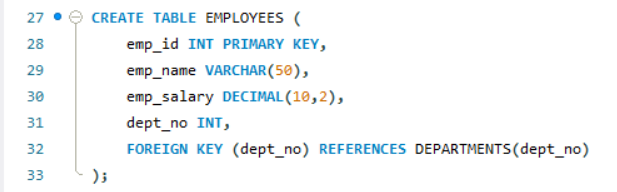 27 CREATE TABLE EMPLOYEES (
28 emp_id INT PRIMARY KEY,
29 emp_name VARCHAR(50),
30 emp_salary DECIMAL(10,2),
31 dept_no INT,
32 FOREIGN KEY (dept_no) REFERENCES DEPARTMENTS(dept_no)
33 );